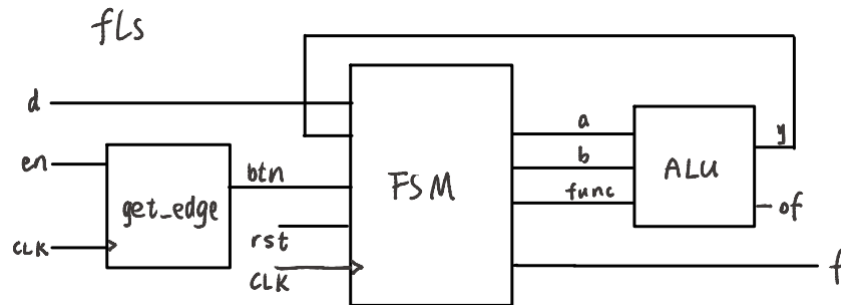 fLs
d
en
CLK
get_edge
btn
rst
CLK
FSM
a
b
func
ALU
y
of
f